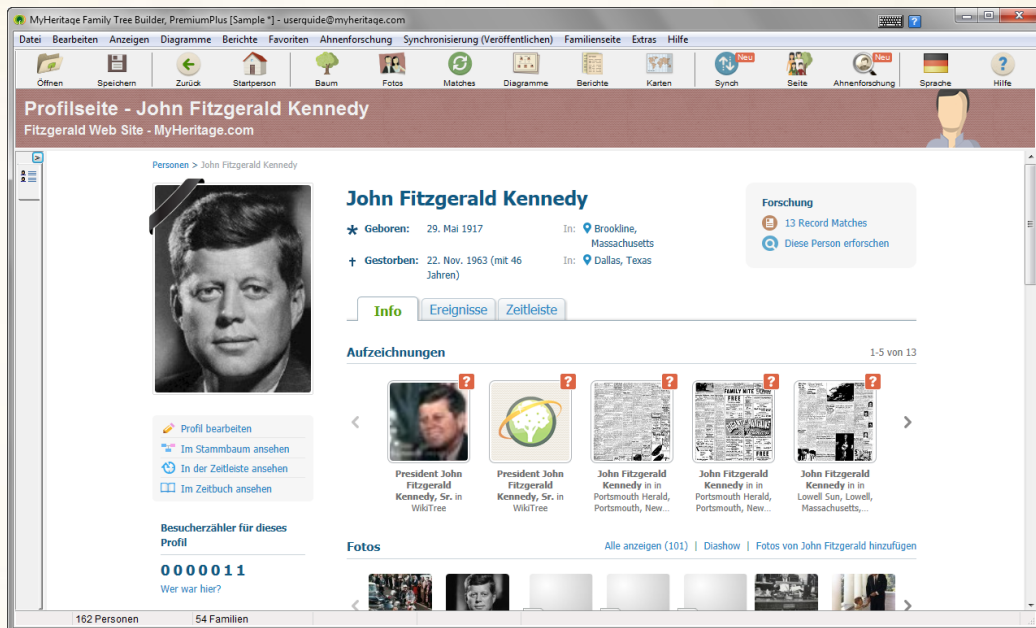 MyHeritage Family Tree Builder, PremiumPlus [Sample *] - userguide@myheritage.com
Datei Bearbeiten Anzeigen Diagramme Berichte Favoriten Ahnenforschung Synchronisierung (Veröffentlichen) Familienseite Extras Hilfe
Neu Neu
Öffnen Speichern Zurück Startperson Baum Fotos Matches Diagramme Berichte Karten Synch Seite Ahnenforschung Sprache Hilfe
Profilseite - John Fitzgerald Kennedy
Fitzgerald Web Site - MyHeritage.com
Personen > John Fitzgerald Kennedy
John Fitzgerald Kennedy
Geboren: 29. Mai 1917 In: Brookline,
Massachusetts
Gestorben: 22. Nov. 1963 (mit 46
Jahren) In: Dallas, Texas
Forschung
13 Record Matches
Diese Person erforschen
Info Ereignisse Zeitleiste
Aufzeichnungen 1-5 von 13
President John
Fitzgerald
Kennedy, Sr. in
WikiTree
President John
Fitzgerald
Kennedy, Sr. in
WikiTree
John Fitzgerald
Kennedy in in
Portsmouth Herald,
Portsmouth, New...
John Fitzgerald
Kennedy in in
Portsmouth Herald,
Portsmouth, New...
John Fitzgerald
Kennedy in in
Lowell Sun, Lowell,
Massachusetts,...
Profil bearbeiten
Im Stammbaum ansehen
In der Zeitleiste ansehen
Im Zeitbuch ansehen
Besucherzähler für dieses
Profil
0000011
Wer war hier?
Fotos Alle anzeigen (101) | Diashow | Fotos von John Fitzgerald hinzufügen
162 Personen 54 Familien